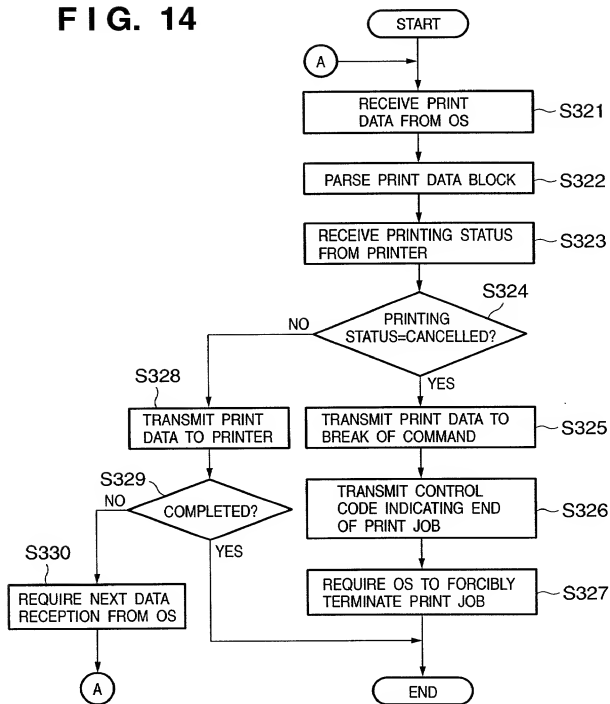 FIG. 14
START
A
RECEIVE PRINT
DATA FROM OS
S321
PARSE PRINT DATA BLOCK
S322
RECEIVE PRINTING STATUS
FROM PRINTER
S323
S324
PRINTING
STATUS=CANCELLED?
NO
YES
S328
TRANSMIT PRINT
DATA TO PRINTER
TRANSMIT PRINT DATA TO
BREAK OF COMMAND
S325
S329
COMPLETED?
NO
YES
TRANSMIT CONTROL
CODE INDICATING END
OF PRINT JOB
S326
S330
REQUIRE NEXT DATA
RECEPTION FROM OS
REQUIRE OS TO FORCIBLY
TERMINATE PRINT JOB
S327
A
END